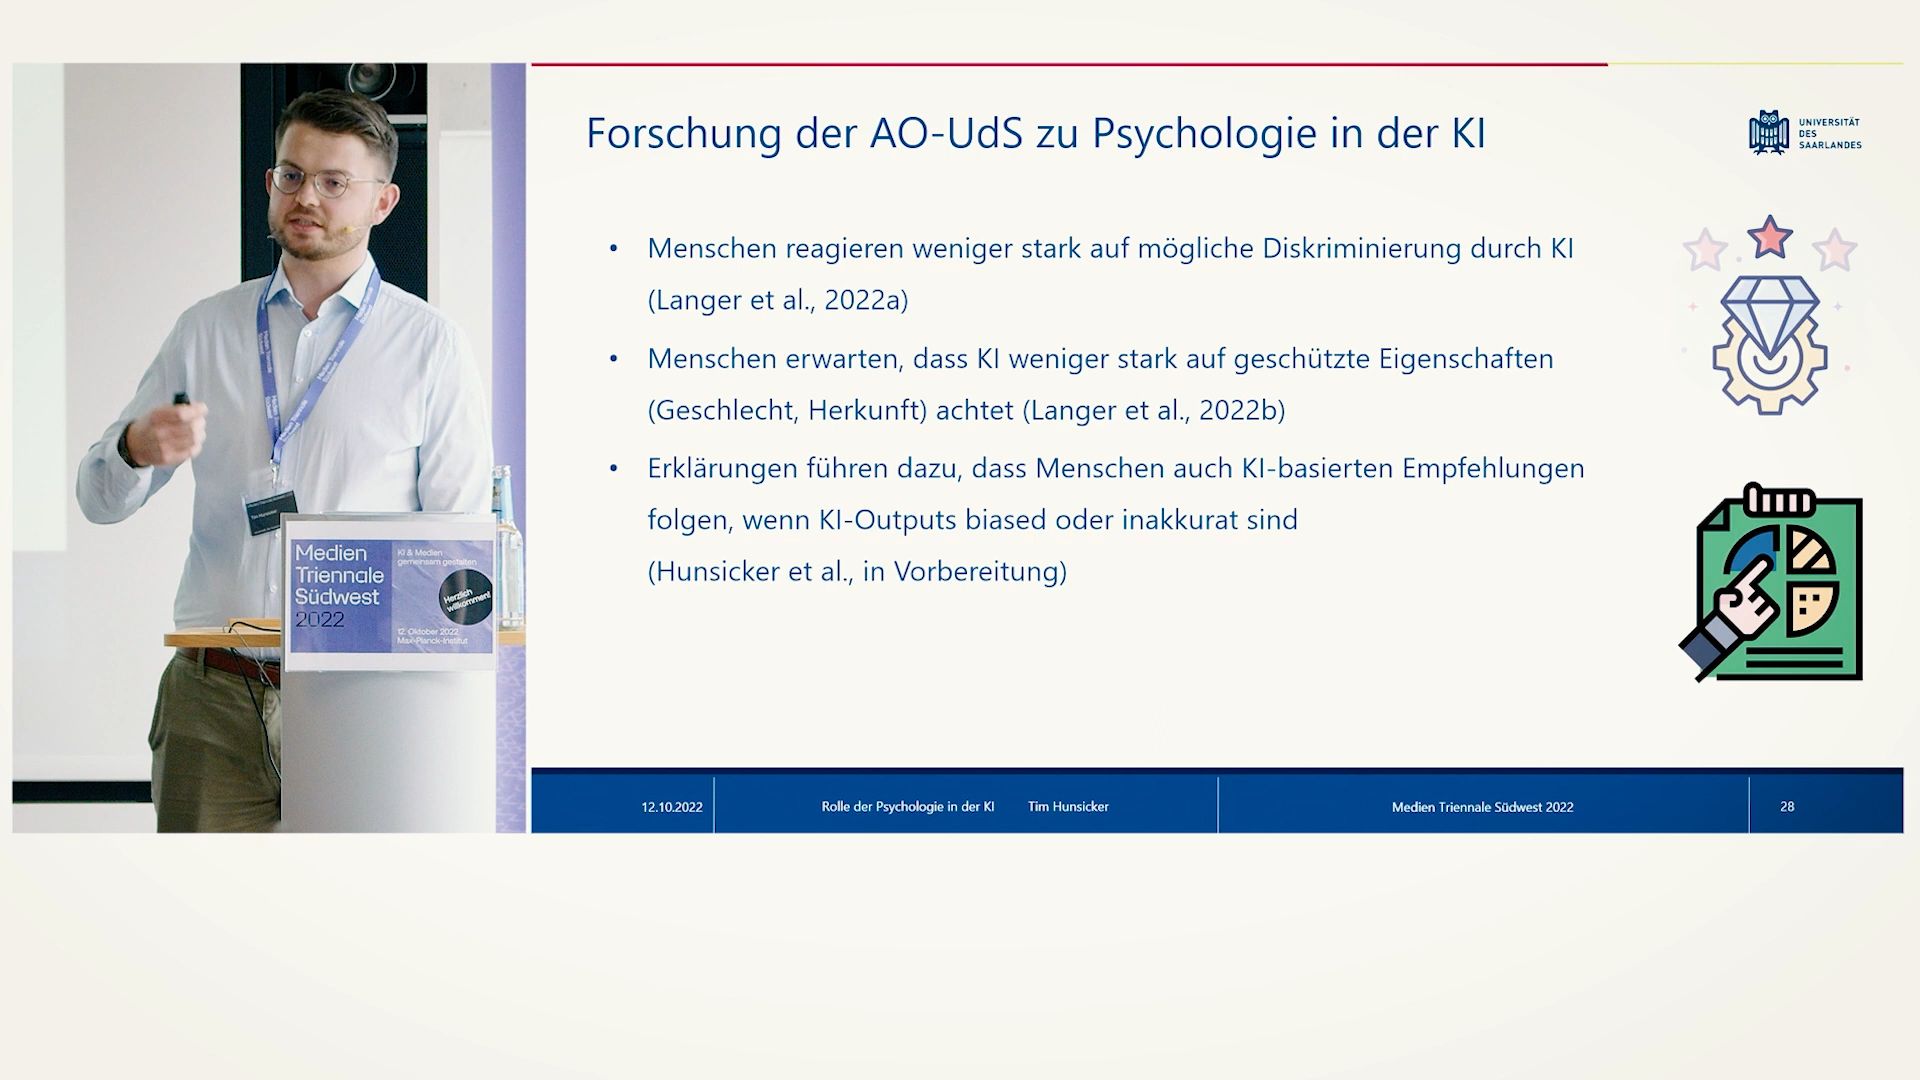 Forschung der AO-UdS zu Psychologie in der KI
UNIVERSITÄT
DES
SAARLANDES
• Menschen reagieren weniger stark auf mögliche Diskriminierung durch KI
(Langer et al., 2022a)
• Menschen erwarten, dass KI weniger stark auf geschützte Eigenschaften
(Geschlecht, Herkunft) achtet (Langer et al., 2022b)
• Erklärungen führen dazu, dass Menschen auch KI-basierten Empfehlungen
folgen, wenn KI-Outputs biased oder inakkurat sind
(Hunsicker et al., in Vorbereitung)
Tim Hunsicker
Medien
Triennale
Südwest
2022
KI & Medien
gemeinsam gestalten
Herzlich
willkommen!
12. Oktober 2022
Max-Planck-Institut
12.10.2022
Rolle der Psychologie in der KI Tim Hunsicker
Medien Triennale Südwest 2022
28